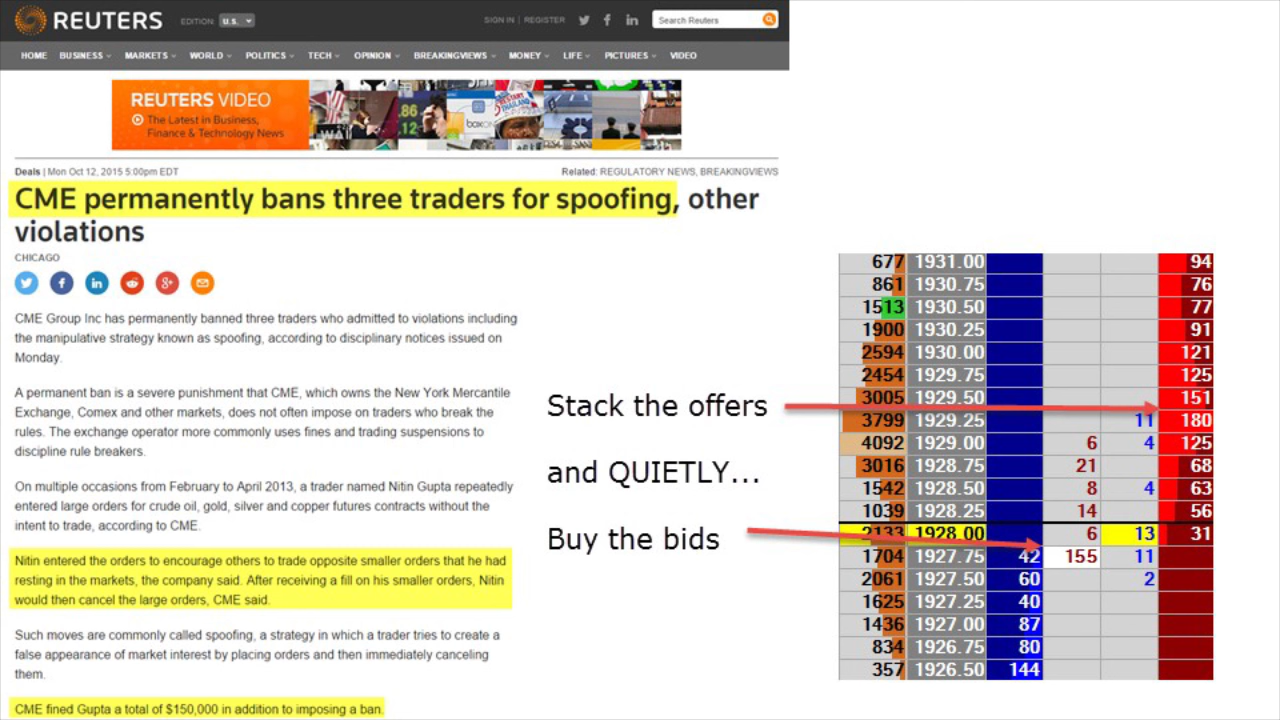 REUTERS EDITION: U.S. SIGN IN | REGISTER Search Reuters
HOME BUSINESS MARKETS WORLD POLITICS TECH OPINION BREAKINGVIEWS MONEY LIFE PICTURES VIDEO
REUTERS VIDEO
The Latest in Business,
Finance & Technology News
Deals | Mon Oct 12, 2015 5:00pm EDT Related: REGULATORY NEWS, BREAKINGVIEWS
CME permanently bans three traders for spoofing, other
violations
CHICAGO
CME Group Inc has permanently banned three traders who admitted to violations including
the manipulative strategy known as spoofing, according to disciplinary notices issued on
Monday.
A permanent ban is a severe punishment that CME, which owns the New York Mercantile
Exchange, Comex and other markets, does not often impose on traders who break the
rules. The exchange operator more commonly uses fines and trading suspensions to
discipline rule breakers.
On multiple occasions from February to April 2013, a trader named Nitin Gupta repeatedly
entered large orders for crude oil, gold, silver and copper futures contracts without the
intent to trade, according to CME.
Nitin entered the orders to encourage others to trade opposite smaller orders that he had
resting in the markets, the company said. After receiving a fill on his smaller orders, Nitin
would then cancel the large orders, CME said.
Such moves are commonly called spoofing, a strategy in which a trader tries to create a
false appearance of market interest by placing orders and then immediately canceling
them.
CME fined Gupta a total of $150,000 in addition to imposing a ban.
Stack the offers
and QUIETLY...
Buy the bids
677 1931.00 94
861 1930.75 76
1513 1930.50 77
1900 1930.25 91
2594 1930.00 121
2454 1929.75 125
3005 1929.50 151
3799 1929.25 11 180
4092 1929.00 6 4 125
3016 1928.75 21 68
1542 1928.50 8 4 63
1039 1928.25 14 56
2133 1928.00 6 13 31
1704 1927.75 42 155 11
2061 1927.50 60 2
1625 1927.25 40
1436 1927.00 87
834 1926.75 80
357 1926.50 144